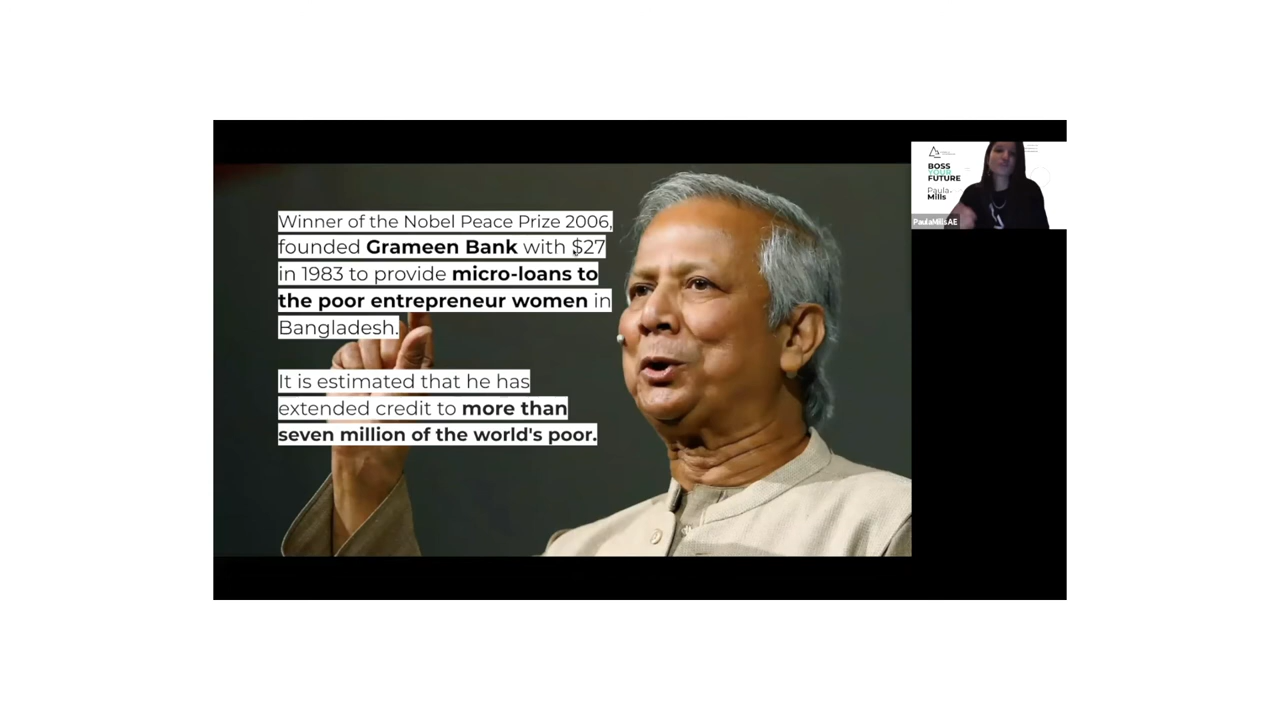 Winner of the Nobel Peace Prize 2006,
founded Grameen Bank with $27
in 1983 to provide micro-loans to
the poor entrepreneur women in
Bangladesh.
It is estimated that he has
extended credit to more than
seven million of the world's poor.
BOSS
YOUR
FUTURE
Paula
Mills
PaulaMillsAE